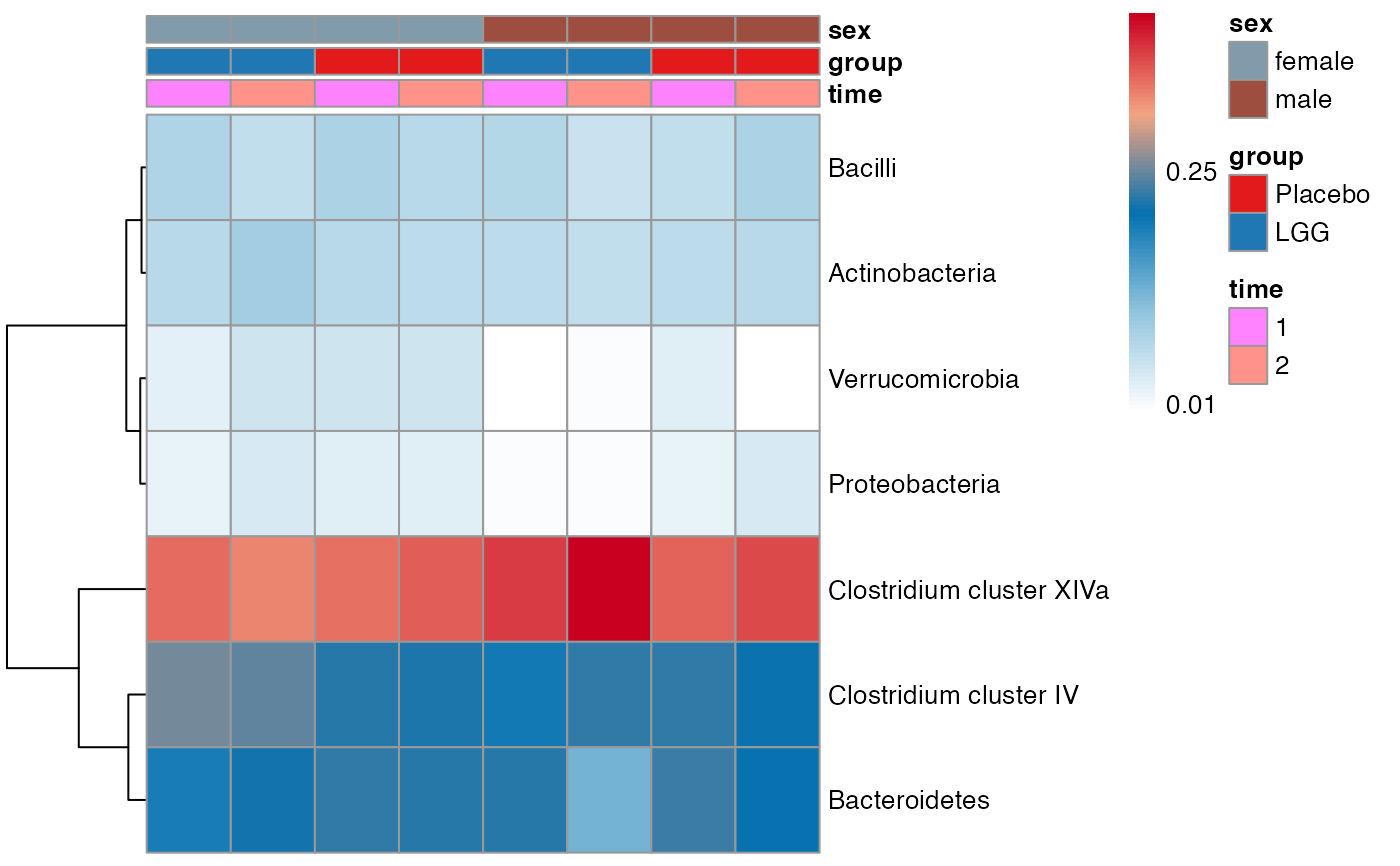 sex
group
time
Bacilli
Actinobacteria
Verrucomicrobia
Proteobacteria
Clostridium cluster XIVa
Clostridium cluster IV
Bacteroidetes
0.25
0.01
sex
female
male
group
Placebo
LGG
time
1
2